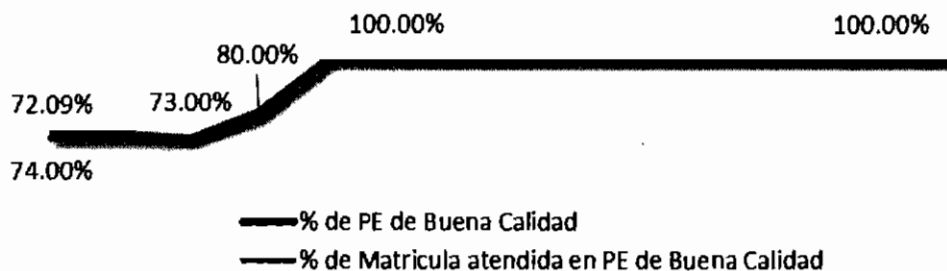 100.00% 100.00%
80.00%
72.09% 73.00%
74.00%
% de PE de Buena Calidad
% de Matricula atendida en PE de Buena Calidad